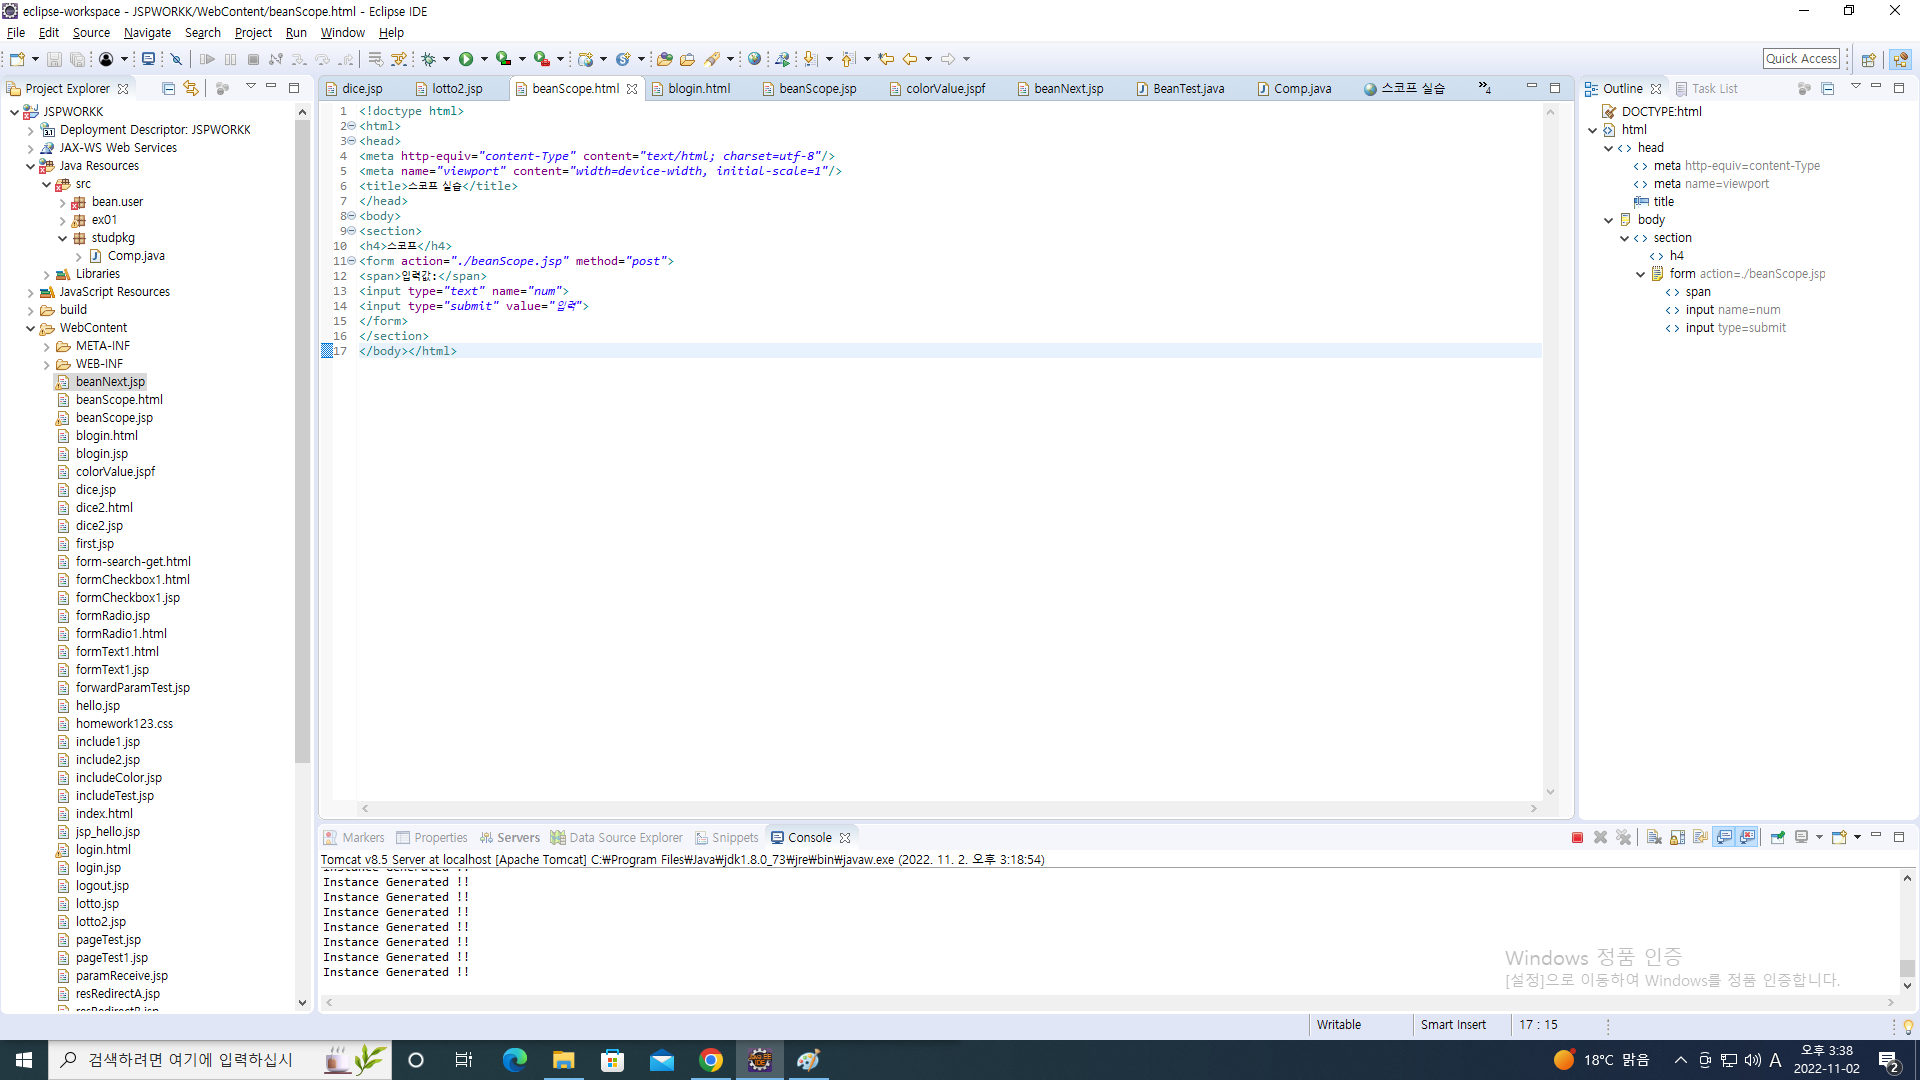 eclipse-workspace - JSPWORKK/WebContent/beanScope.html - Eclipse IDE
File Edit Source Navigate Search Project Run Window Help
Quick Access
Project Explorer
JSPWORKK
Deployment Descriptor: JSPWORKK
JAX-WS Web Services
Java Resources
src
bean.user
ex01
studpkg
Comp.java
Libraries
JavaScript Resources
build
WebContent
META-INF
WEB-INF
beanNext.jsp
beanScope.html
beanScope.jsp
blogin.html
blogin.jsp
colorValue.jspf
dice.jsp
dice2.html
dice2.jsp
first.jsp
form-search-get.html
formCheckbox1.html
formCheckbox1.jsp
formRadio.jsp
formRadio1.html
formText1.html
formText1.jsp
forwardParamTest.jsp
hello.jsp
homework123.css
include1.jsp
include2.jsp
includeColor.jsp
includeTest.jsp
index.html
jsp_hello.jsp
login.html
login.jsp
logout.jsp
lotto.jsp
lotto2.jsp
pageTest.jsp
pageTest1.jsp
paramReceive.jsp
resRedirectA.jsp
resRedirectB.jsp
dice.jsp lotto2.jsp beanScope.html blogin.html beanScope.jsp colorValue.jspf beanNext.jsp BeanTest.java Comp.java 스코프 실습 »4
1 <!doctype html>
2 <html>
3 <head>
4 <meta http-equiv="content-Type" content="text/html; charset=utf-8"/>
5 <meta name="viewport" content="width=device-width, initial-scale=1"/>
6 <title>스코프 실습</title>
7 </head>
8 <body>
9 <section>
10 <h4>스코프</h4>
11 <form action="./beanScope.jsp" method="post">
12 <span>입력값:</span>
13 <input type="text" name="num">
14 <input type="submit" value="입력">
15 </form>
16 </section>
17 </body></html>
Outline Task List
DOCTYPE:html
html
head
meta http-equiv=content-Type
meta name=viewport
title
body
section
h4
form action=./beanScope.jsp
span
input name=num
input type=submit
Markers Properties Servers Data Source Explorer Snippets Console
Tomcat v8.5 Server at localhost [Apache Tomcat] C:₩Program Files₩Java₩jdk1.8.0_73₩jre₩bin₩javaw.exe (2022. 11. 2. 오후 3:18:54)
Instance Generated !!
Instance Generated !!
Instance Generated !!
Instance Generated !!
Instance Generated !!
Instance Generated !!
Instance Generated !!
Instance Generated !!
Windows 정품 인증
[설정]으로 이동하여 Windows를 정품 인증합니다.
Writable Smart Insert 17 : 15
검색하려면 여기에 입력하십시
18°C 맑음 A 오후 3:38
2022-11-02 2